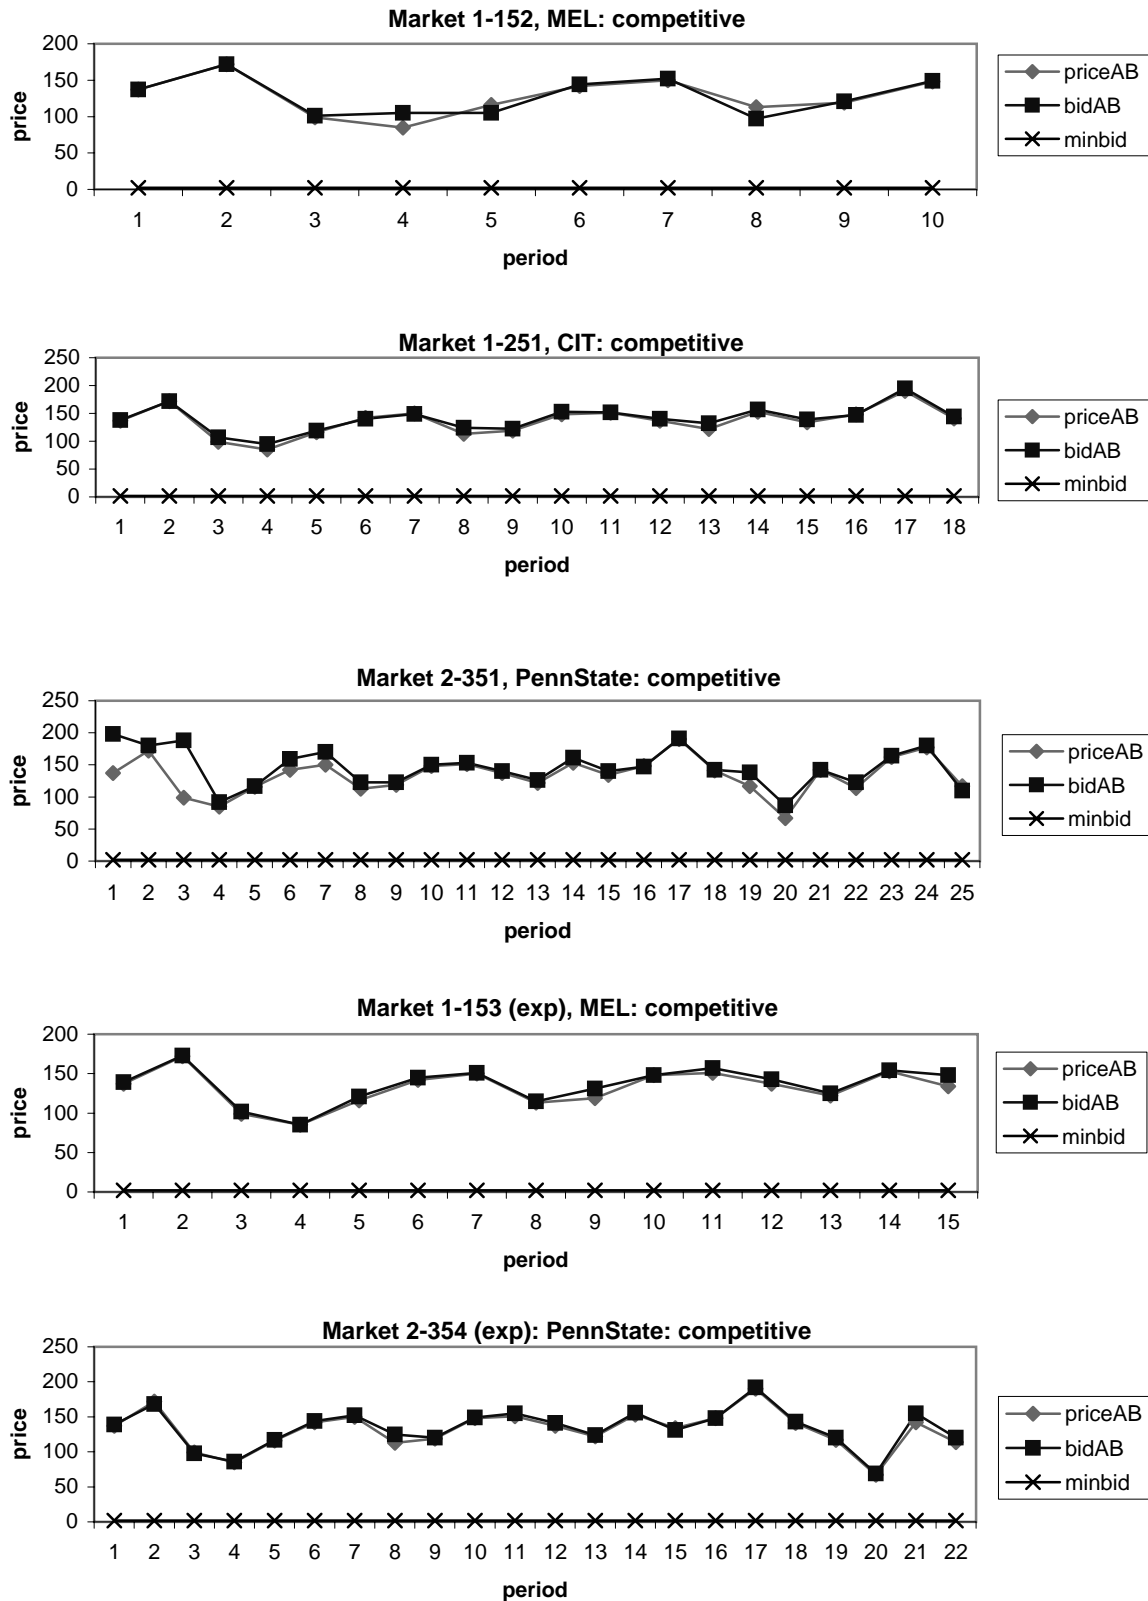 Market 1-152, MEL: competitive
200
150
100
50
0
price
1 2 3 4 5 6 7 8 9 10
period
priceAB
bidAB
minbid
Market 1-251, CIT: competitive
250
200
150
100
50
0
price
1 2 3 4 5 6 7 8 9 10 11 12 13 14 15 16 17 18
period
priceAB
bidAB
minbid
Market 2-351, PennState: competitive
250
200
150
100
50
0
price
1 2 3 4 5 6 7 8 9 10 11 12 13 14 15 16 17 18 19 20 21 22 23 24 25
period
priceAB
bidAB
minbid
Market 1-153 (exp), MEL: competitive
200
150
100
50
0
price
1 2 3 4 5 6 7 8 9 10 11 12 13 14 15
period
priceAB
bidAB
minbid
Market 2-354 (exp): PennState: competitive
250
200
150
100
50
0
price
1 2 3 4 5 6 7 8 9 10 11 12 13 14 15 16 17 18 19 20 21 22
period
priceAB
bidAB
minbid